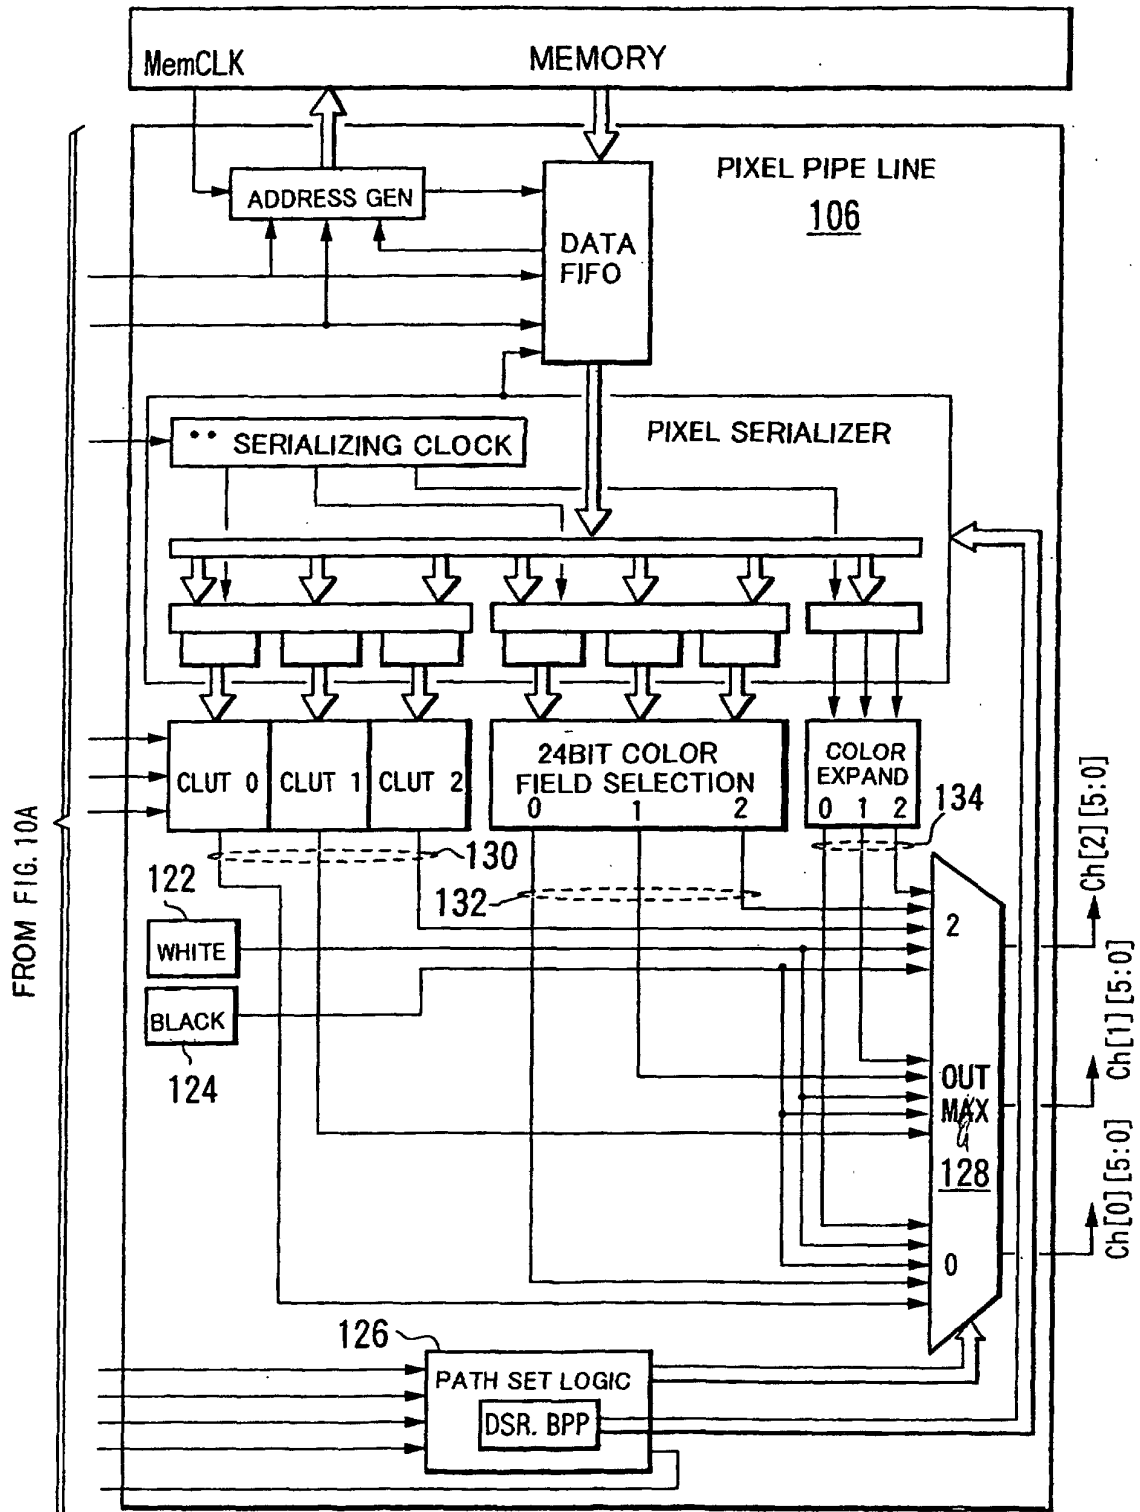 MemCLK
MEMORY
PIXEL PIPE LINE
106
ADDRESS GEN
DATA
FIFO
PIXEL SERIALIZER
SERIALIZING CLOCK
CLUT 0
CLUT 1
CLUT 2
24BIT COLOR
FIELD SELECTION
0
1
2
COLOR
EXPAND
0 1 2
134
130
132
122
WHITE
BLACK
124
2
OUT
MAX
128
0
Ch[2][5:0]
Ch[1][5:0]
Ch[0][5:0]
FROM FIG. 10A
126
PATH SET LOGIC
DSR. BPP